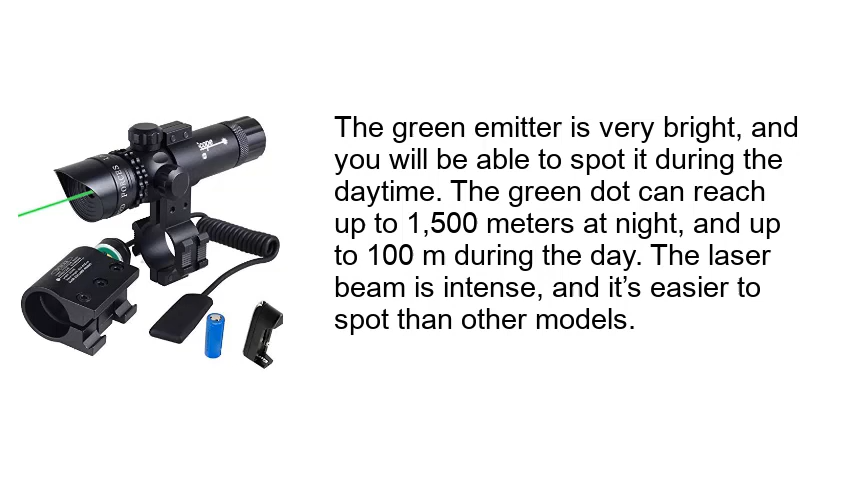 The green emitter is very bright, and
you will be able to spot it during the
daytime. The green dot can reach
up to 1,500 meters at night, and up
to 100 m during the day. The laser
beam is intense, and it’s easier to
spot than other models.